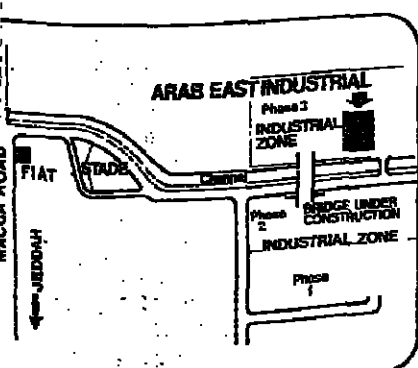 ARAB EAST INDUSTRIAL
Phase 3
INDUSTRIAL
ZONE
MACCA ROAD
FIAT
STADE
Channel
Phase
2
BRIDGE UNDER
CONSTRUCTION
INDUSTRIAL ZONE
Phase
1
JEDDAH